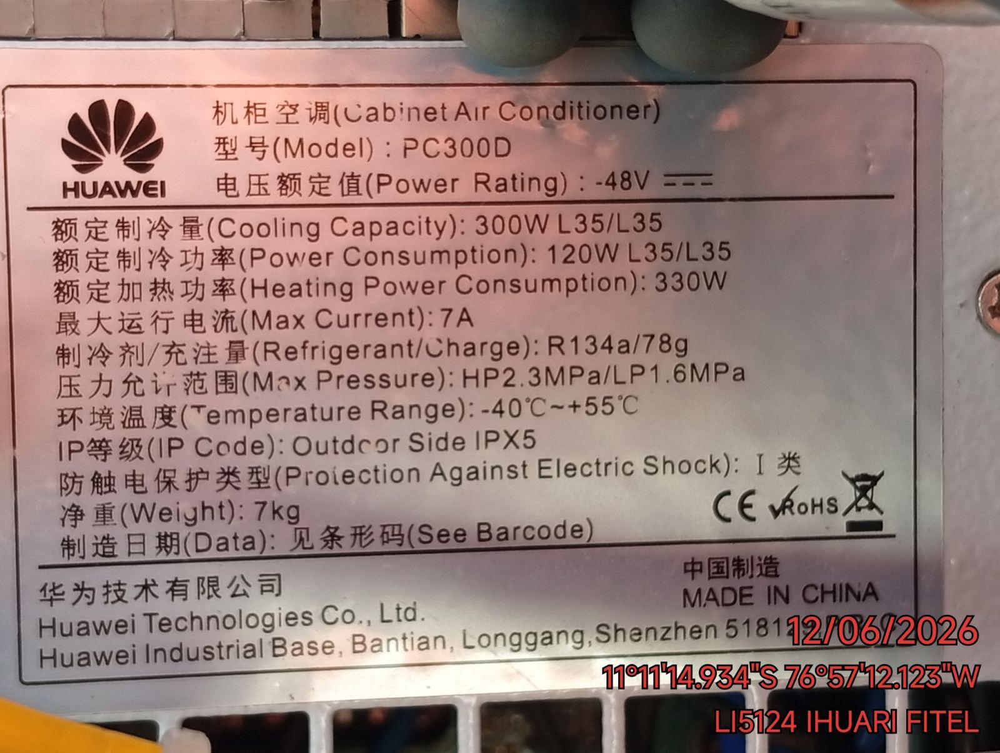 HUAWEI
机柜空调(Cabinet Air Conditioner)
型号(Model) : PC300D
电压额定值(Power Rating) : -48V
额定制冷量(Cooling Capacity): 300W L35/L35
额定制冷功率(Power Consumption): 120W L35/L35
额定加热功率(Heating Power Consumption): 330W
最大运行电流(Max Current): 7A
制冷剂/充注量(Refrigerant/Charge): R134a/78g
压力允许范围(Max Pressure): HP2.3MPa/LP1.6MPa
环境温度(Temperature Range): -40℃~+55℃
IP等级(IP Code): Outdoor Side IPX5
防触电保护类型(Protection Against Electric Shock): I 类
净重(Weight): 7kg
CE RoHS
制造日期(Data): 见条形码(See Barcode)
华为技术有限公司
中国制造
MADE IN CHINA
Huawei Technologies Co., Ltd.
Huawei Industrial Base, Bantian, Longgang, Shenzhen
12/06/2026
11°11'14.934"S 76°57'12.123"W
LI5124 IHUARI FITEL